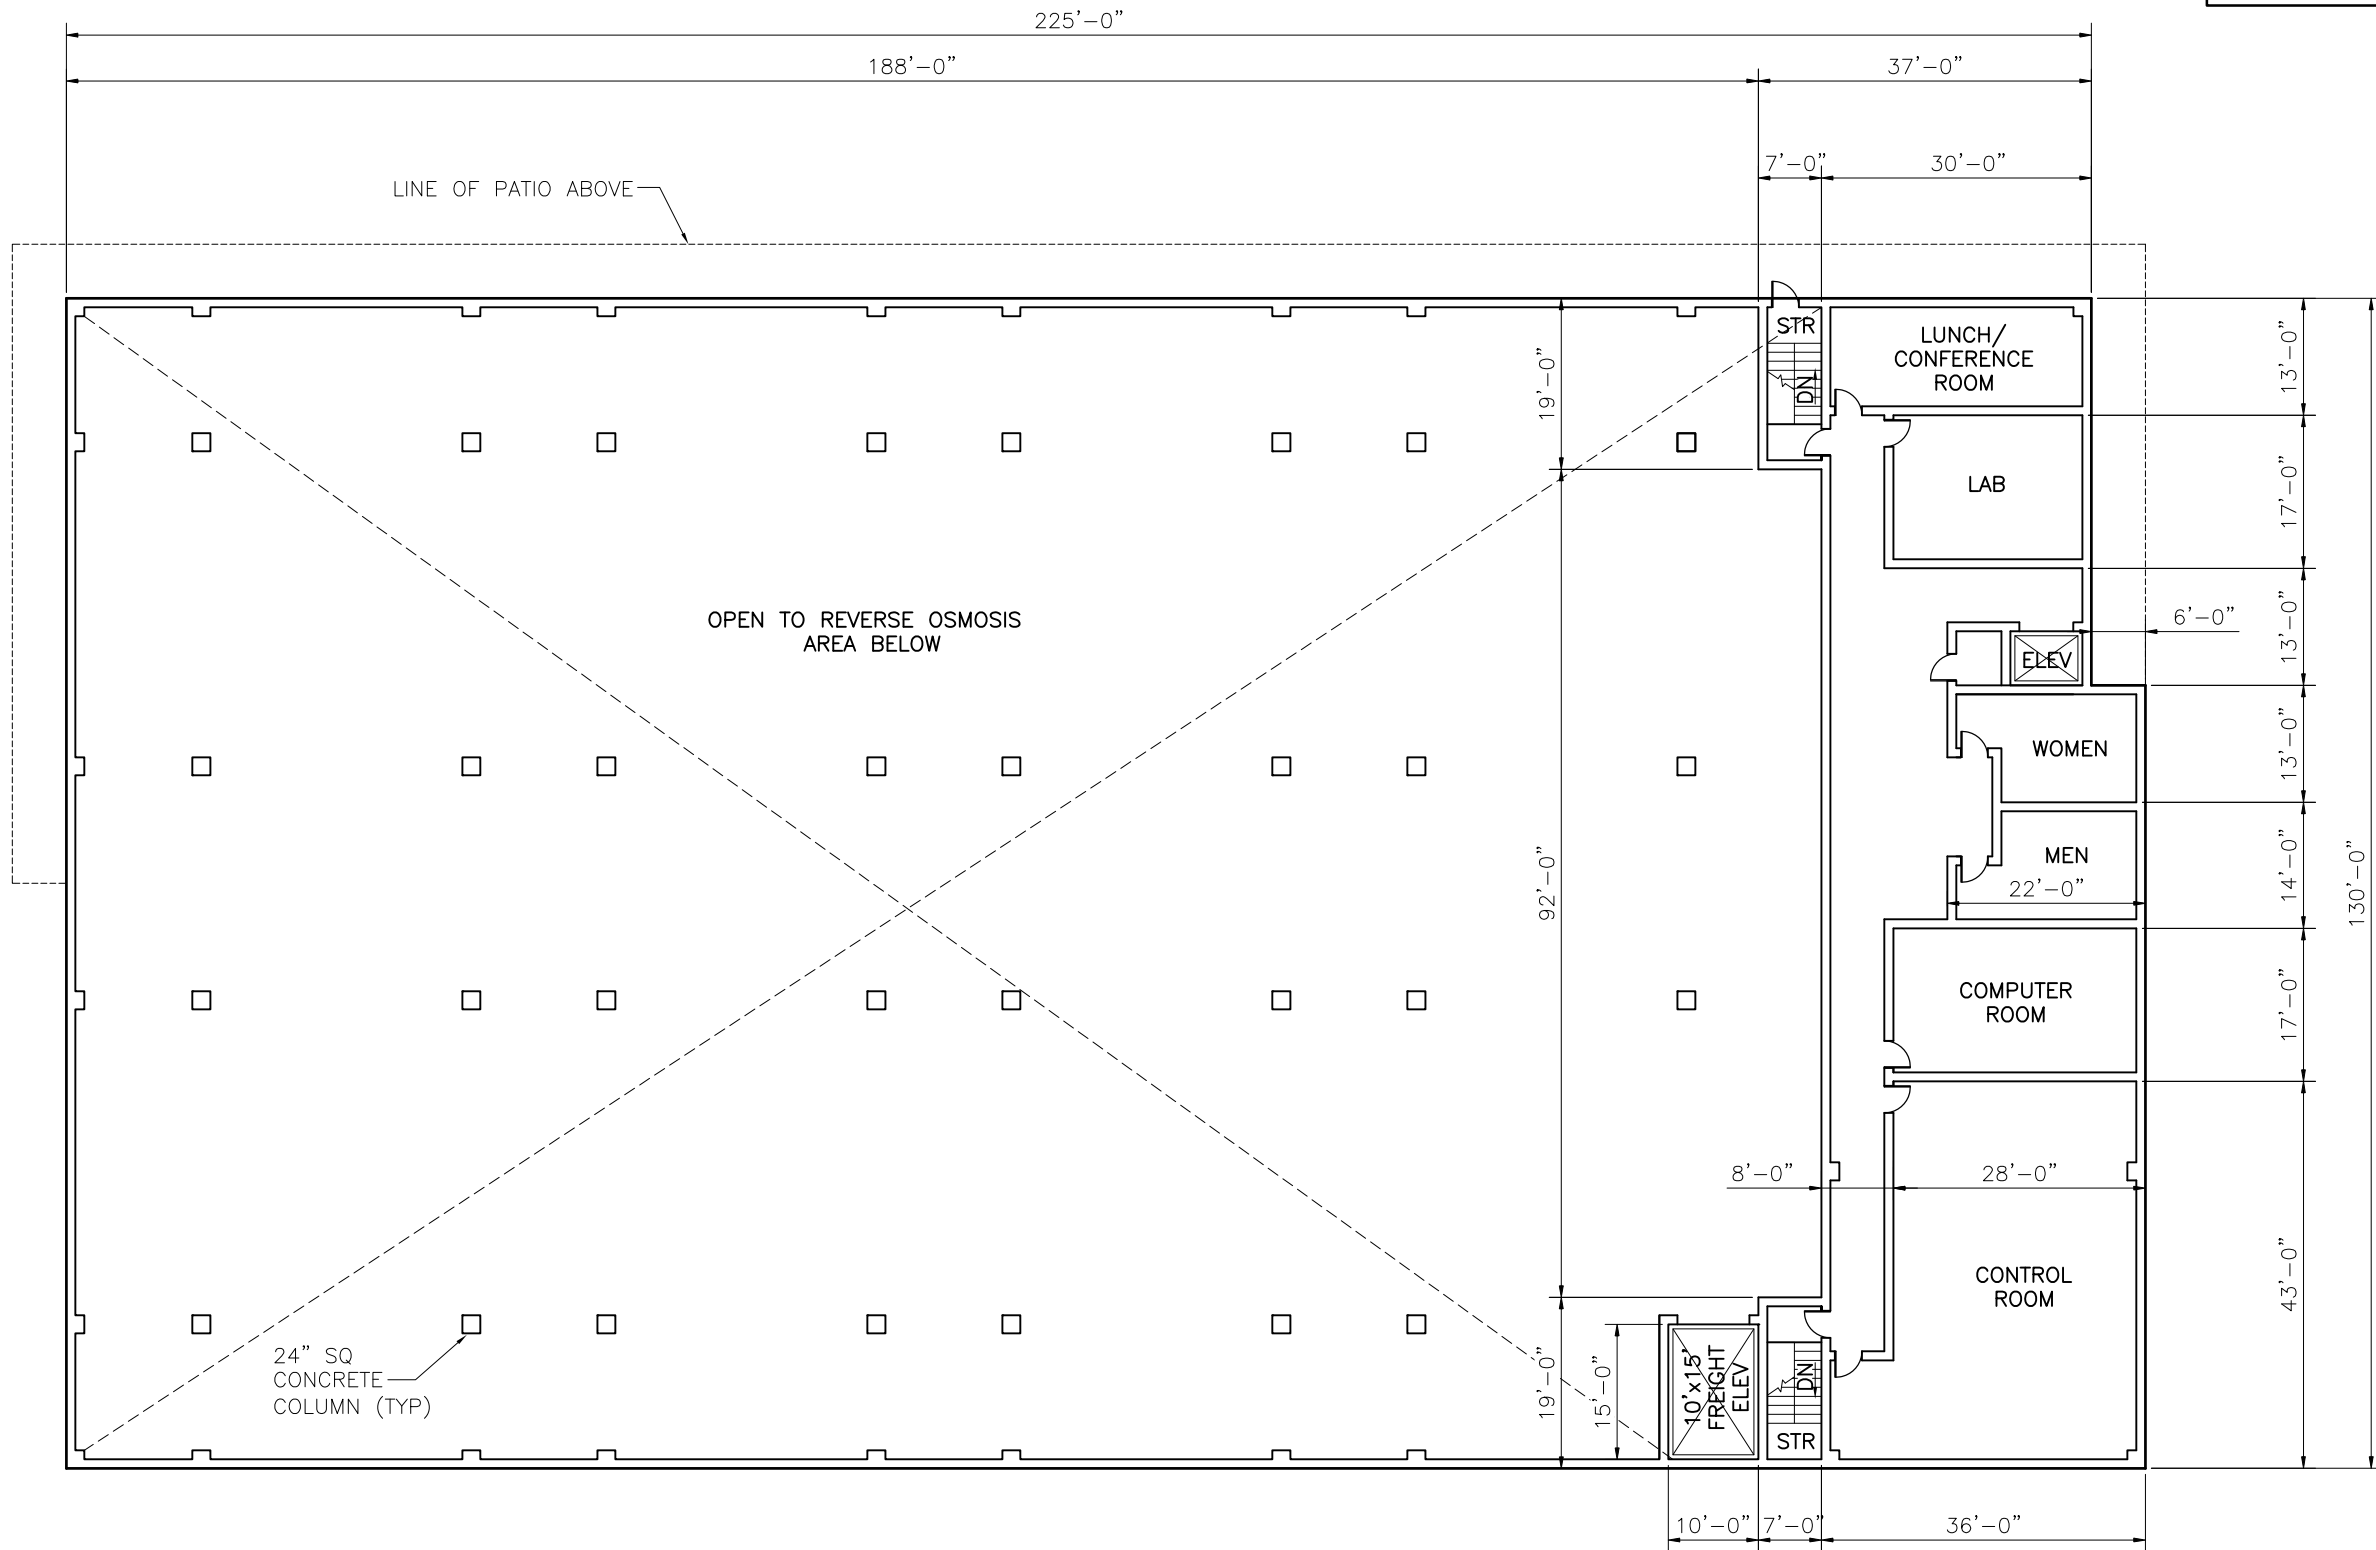 225'-0"
188'-0"
37'-0"
7'-0"
30'-0"
LINE OF PATIO ABOVE
STR
DN
LUNCH/
CONFERENCE
ROOM
13'-0"
19'-0"
LAB
17'-0"
OPEN TO REVERSE OSMOSIS
AREA BELOW
13'-0"
6'-0"
ELEV
WOMEN
13'-0"
MEN
22'-0"
14'-0"
130'-0"
92'-0"
COMPUTER
ROOM
17'-0"
8'-0"
28'-0"
CONTROL
ROOM
43'-0"
24" SQ
CONCRETE
COLUMN (TYP)
19'-0"
15'-0"
10'x15'
FREIGHT
ELEV
DN
STR
10'-0"
7'-0"
36'-0"